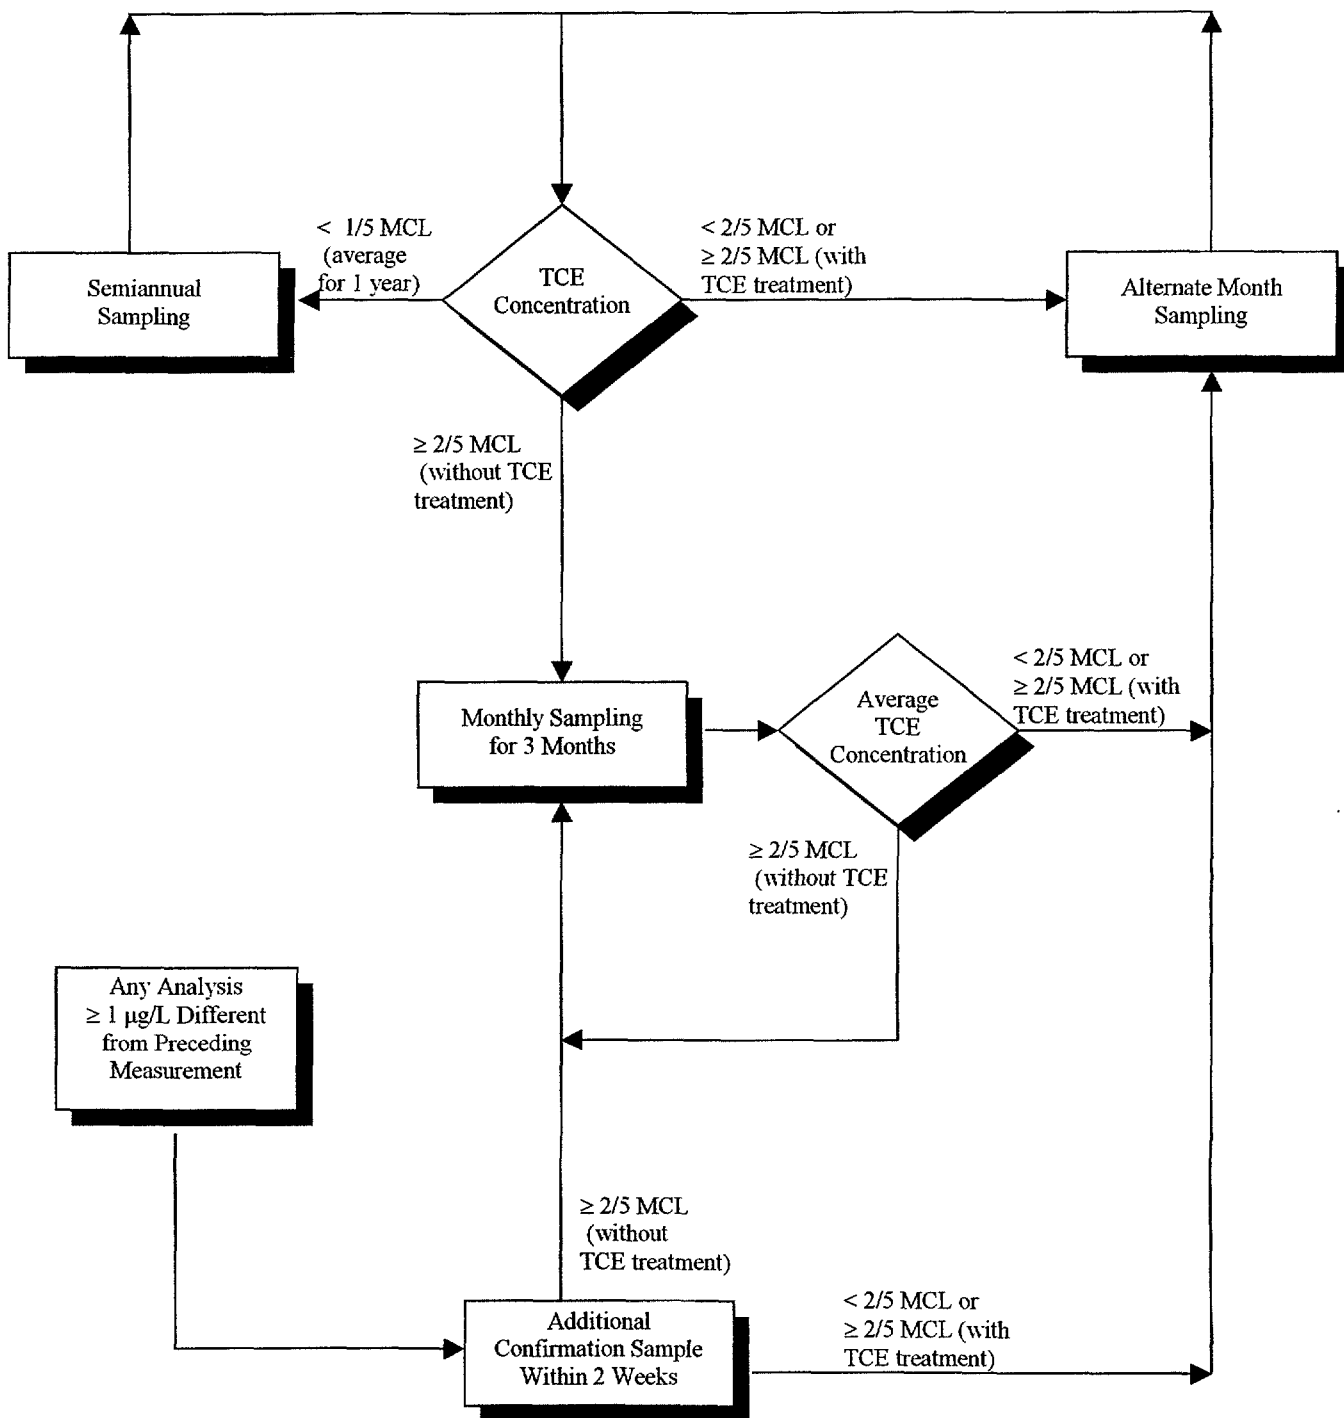 < 1/5 MCL
(average
for 1 year)
< 2/5 MCL or
≥ 2/5 MCL (with
TCE treatment)
Semiannual
Sampling
TCE
Concentration
Alternate Month
Sampling
≥ 2/5 MCL
(without TCE
treatment)
Monthly Sampling
for 3 Months
Average
TCE
Concentration
< 2/5 MCL or
≥ 2/5 MCL (with
TCE treatment)
≥ 2/5 MCL
(without TCE
treatment)
Any Analysis
≥ 1 µg/L Different
from Preceding
Measurement
≥ 2/5 MCL
(without
TCE treatment)
Additional
Confirmation Sample
Within 2 Weeks
< 2/5 MCL or
≥ 2/5 MCL (with
TCE treatment)